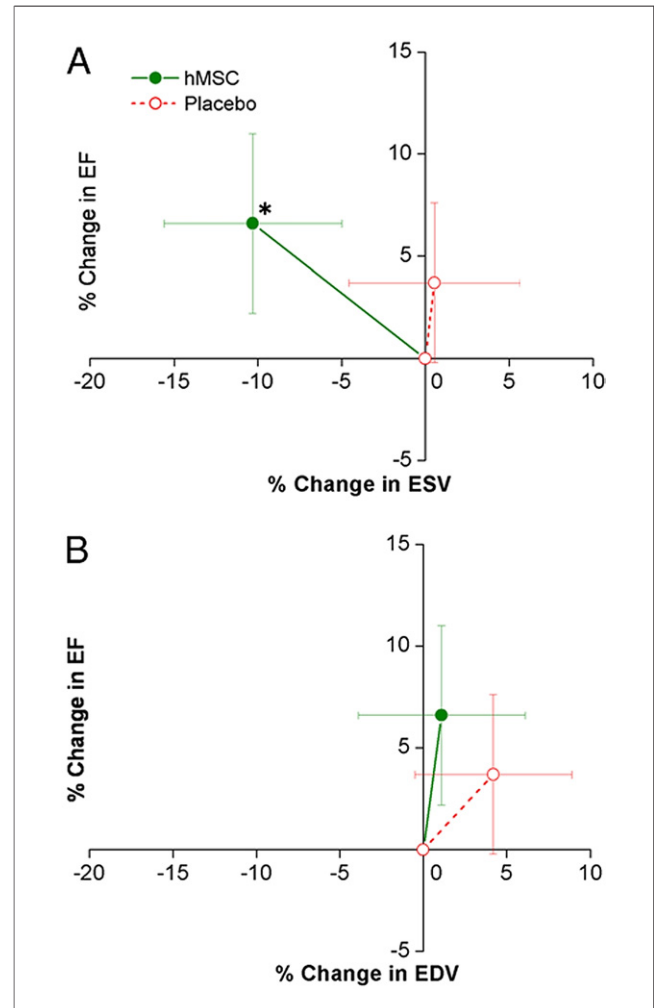 A
hMSC
Placebo
% Change in EF
15
10
5
-20 -15 -10 -5 0 5 10
-5
% Change in ESV
B
% Change in EF
15
10
5
-20 -15 -10 -5 0 5 10
-5
% Change in EDV
*